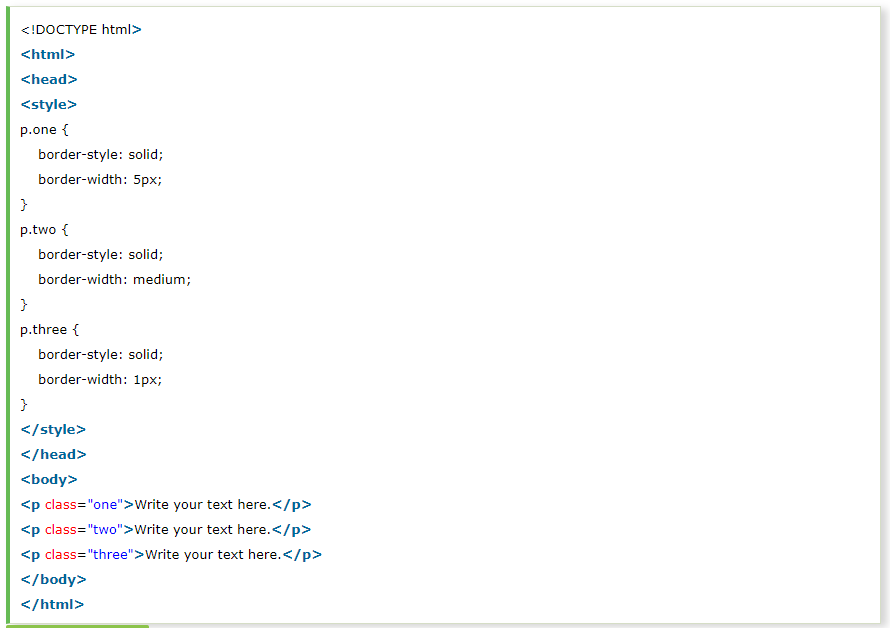 <!DOCTYPE html>
<html>
<head>
<style>
p.one {
    border-style: solid;
    border-width: 5px;
}
p.two {
    border-style: solid;
    border-width: medium;
}
p.three {
    border-style: solid;
    border-width: 1px;
}
</style>
</head>
<body>
<p class="one">Write your text here.</p>
<p class="two">Write your text here.</p>
<p class="three">Write your text here.</p>
</body>
</html>